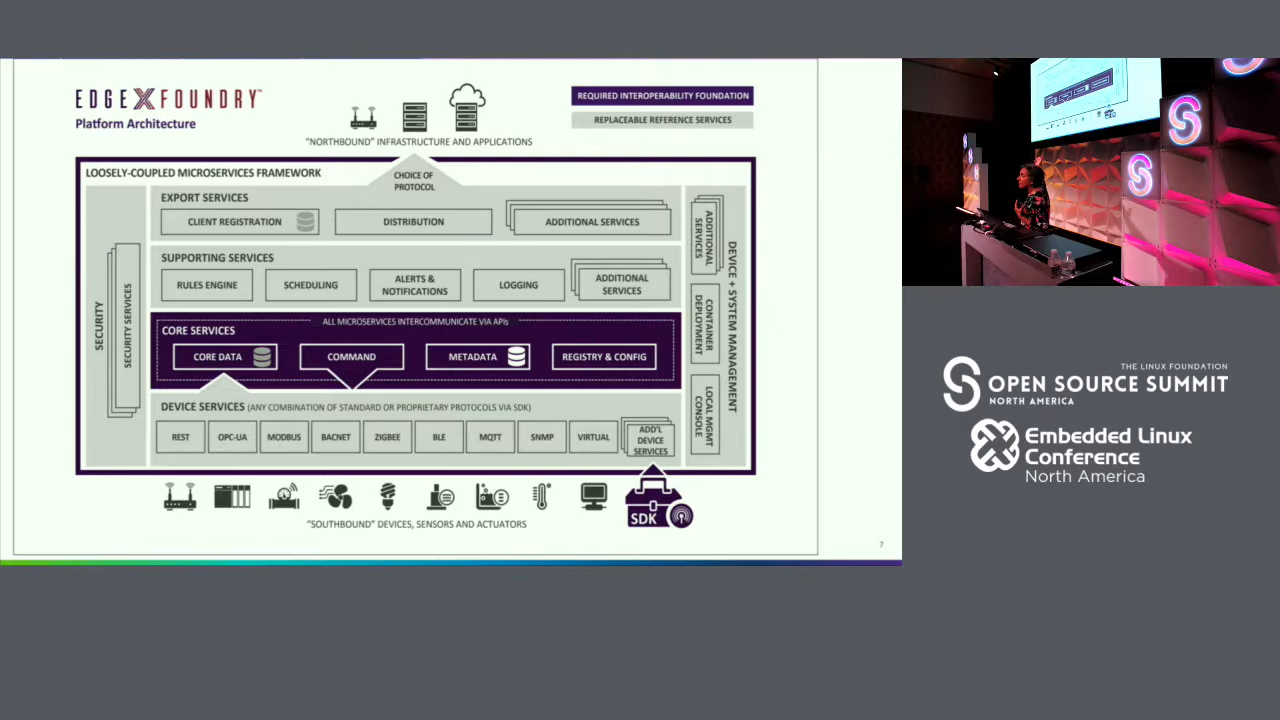 EDGE X FOUNDRY™
Platform Architecture
REQUIRED INTEROPERABILITY FOUNDATION
REPLACEABLE REFERENCE SERVICES
"NORTHBOUND" INFRASTRUCTURE AND APPLICATIONS
LOOSELY-COUPLED MICROSERVICES FRAMEWORK
CHOICE OF
PROTOCOL
EXPORT SERVICES
CLIENT REGISTRATION
DISTRIBUTION
ADDITIONAL SERVICES
SUPPORTING SERVICES
RULES ENGINE
SCHEDULING
ALERTS &
NOTIFICATIONS
LOGGING
ADDITIONAL
SERVICES
ALL MICROSERVICES INTERCOMMUNICATE VIA APIs
CORE SERVICES
CORE DATA
COMMAND
METADATA
REGISTRY & CONFIG
DEVICE SERVICES (ANY COMBINATION OF STANDARD OR PROPRIETARY PROTOCOLS VIA SDK)
REST
OPC-UA
MODBUS
BACNET
ZIGBEE
BLE
MQTT
SNMP
VIRTUAL
ADD'L
DEVICE
SERVICES
SECURITY
SECURITY SERVICES
ADDITIONAL
SERVICES
CONTAINER
DEPLOYMENT
LOCAL MGMT
CONSOLE
DEVICE + SYSTEM MANAGEMENT
SDK
"SOUTHBOUND" DEVICES, SENSORS AND ACTUATORS
7
THE LINUX FOUNDATION
OPEN SOURCE SUMMIT
NORTH AMERICA
Embedded Linux
Conference
North America